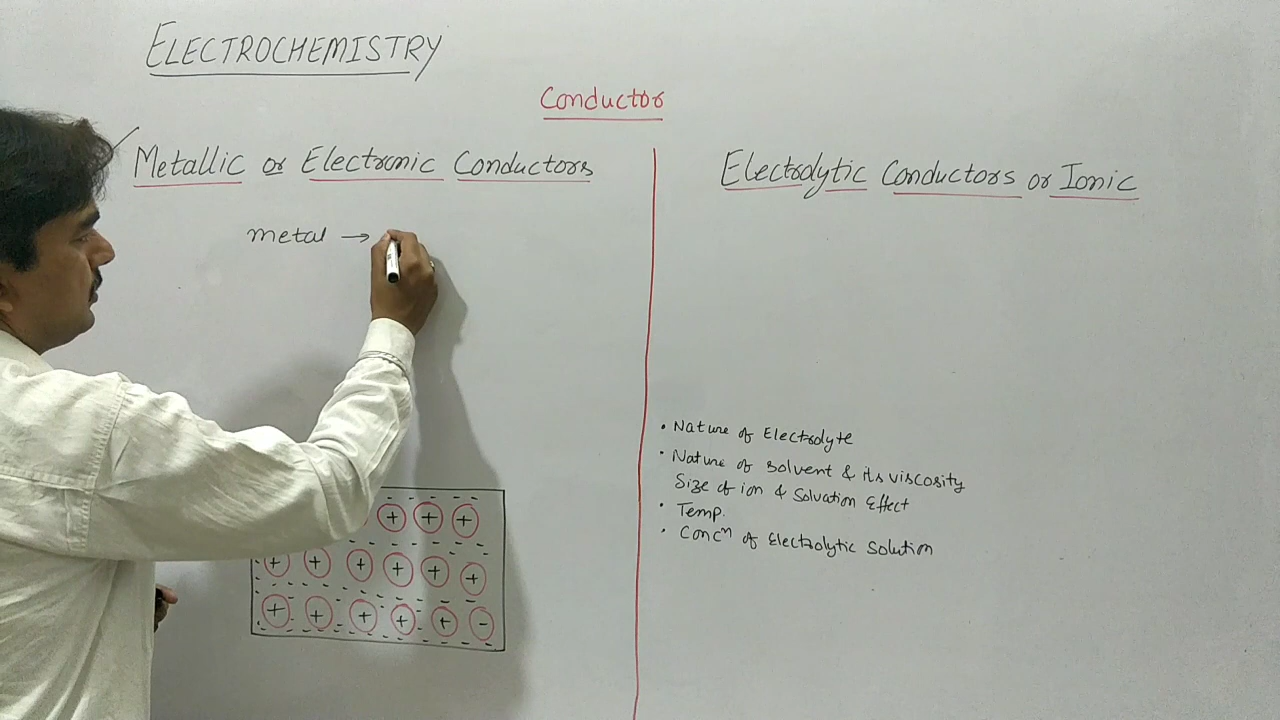 ELECTROCHEMISTRY
Conductor
Metallic or Electronic Conductors
metal →
+ + +
+ + + + + +
+ + + + + -
Electrolytic Conductors or Ionic
• Nature of Electrolyte
• Nature of solvent & its viscosity
Size of ion & Solvation Effect
• Temp.
• Concⁿ of Electrolytic Solution